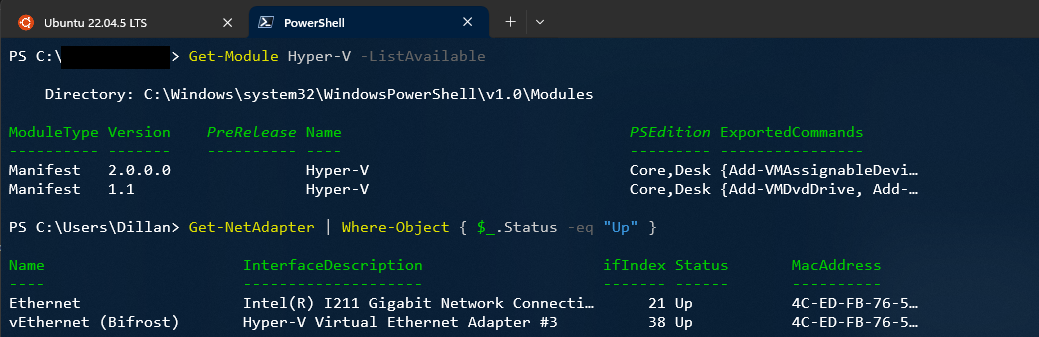 Ubuntu 22.04.5 LTS PowerShell
PS C:\ > Get-Module Hyper-V -ListAvailable
Directory: C:\Windows\system32\WindowsPowerShell\v1.0\Modules
ModuleType Version PreRelease Name PSEdition ExportedCommands
---------- ------- ---------- ---- --------- ----------------
Manifest 2.0.0.0 Hyper-V Core,Desk {Add-VMAssignableDevi…
Manifest 1.1 Hyper-V Core,Desk {Add-VMDvdDrive, Add-…
PS C:\Users\Dillan> Get-NetAdapter | Where-Object { $_.Status -eq "Up" }
Name InterfaceDescription ifIndex Status MacAddress
---- -------------------- ------- ------ ----------
Ethernet Intel(R) I211 Gigabit Network Connecti… 21 Up 4C-ED-FB-76-5…
vEthernet (Bifrost) Hyper-V Virtual Ethernet Adapter #3 38 Up 4C-ED-FB-76-5…